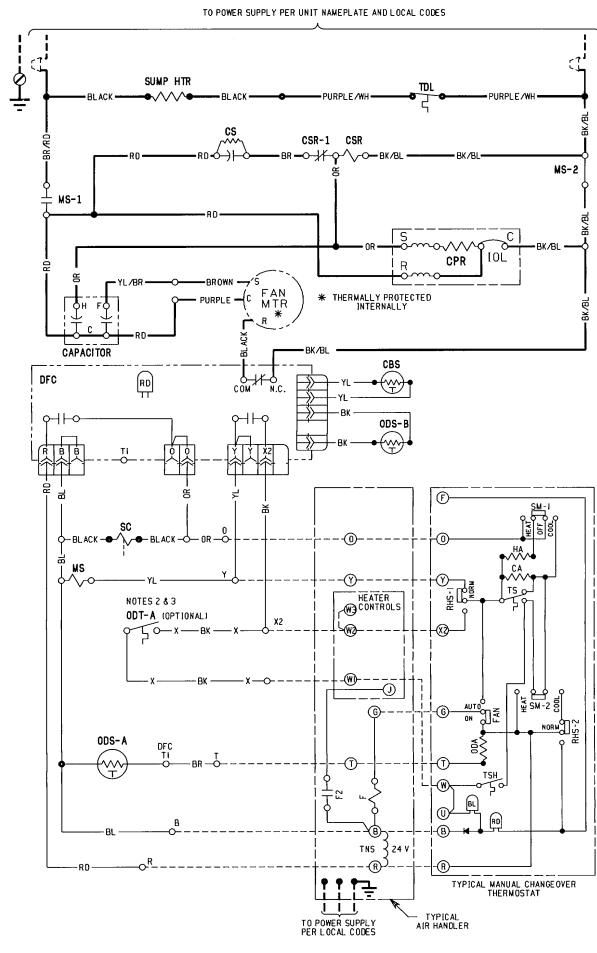 TO POWER SUPPLY PER UNIT NAMEPLATE AND LOCAL CODES
SUMP HTR
TDL
BLACK BLACK PURPLE/WH PURPLE/WH
BK/BL
BR/RD
CS
CSR-1 CSR
RD RD BR BK/BL BK/BL
MS-2
MS-1
OR
BK/BL
RD
S C
OR BK/BL
CPR IOL
R
RD
OR
YL/BR BROWN S
H F
PURPLE C
FAN
MTR
*
R
* THERMALLY PROTECTED
INTERNALLY
BK/BL
C
RD
CAPACITOR
BLACK
BK/BL
DFC
RD
COM N.C.
CBS
YL
YL
BK
ODS-B
BK
R B B T1 O O Y Y X2
RD BL OR YL BK
F
SM-1
HEAT OFF COOL
SC
BLACK BLACK OR O O O
HA
BL
CA
MS
YL Y Y Y
RHS-1
NORM
TS
NOTES 2 & 3
ODT-A (OPTIONAL)
HEATER
CONTROLS
W3
X2
X BK X W2 X2
X BK X W1
HEAT SM-2 COOL
J
AUTO
G G
ON
FAN
NORM
RHS-2
ODS-A
DFC
T1
BR T T T
ODA
W
TSH
F2
F
U
BL
RD
BL B B B
TNS 24 V
RD R R R
TYPICAL MANUAL CHANGEOVER
THERMOSTAT
TYPICAL
AIR HANDLER
TO POWER SUPPLY
PER LOCAL CODES